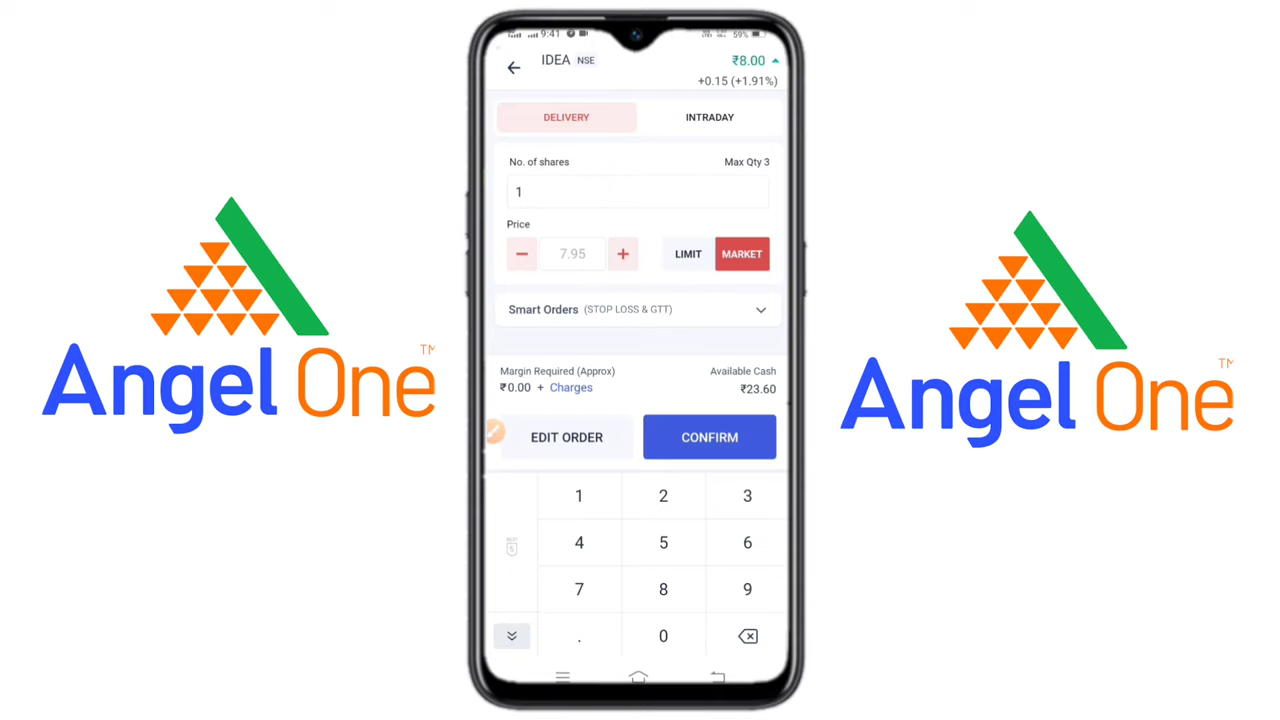 9:41
59%
IDEA NSE
₹8.00
+0.15 (+1.91%)
DELIVERY
INTRADAY
No. of shares
Max Qty 3
1
Price
7.95
LIMIT
MARKET
Smart Orders (STOP LOSS & GTT)
Margin Required (Approx)
Available Cash
₹0.00 + Charges
₹23.60
EDIT ORDER
CONFIRM
1 2 3
4 5 6
7 8 9
. 0
Angel One TM
Angel One TM